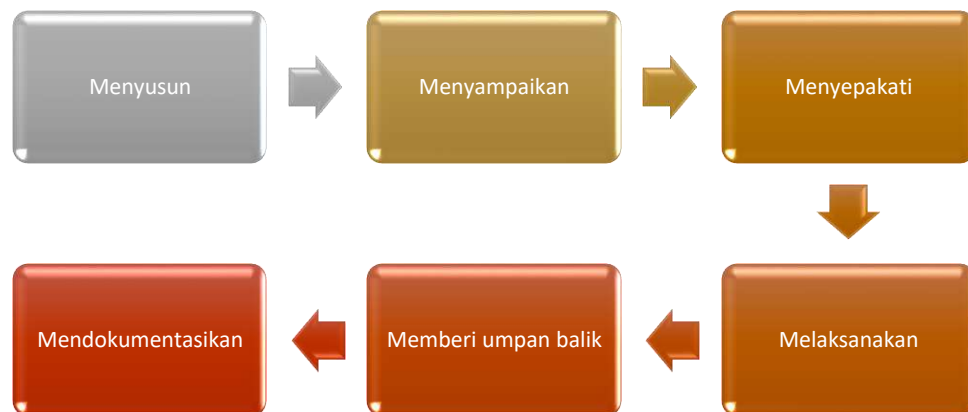 Menyusun
Menyampaikan
Menyepakati
Melaksanakan
Memberi umpan balik
Mendokumentasikan